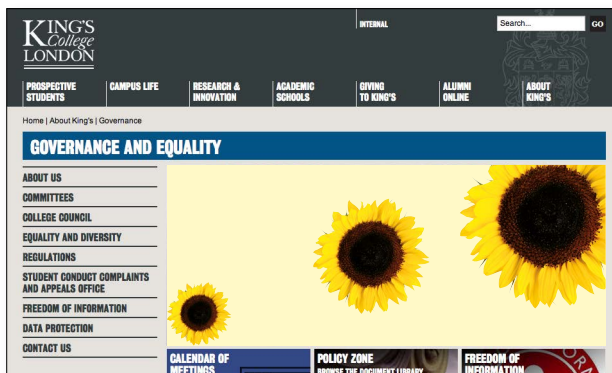 KING'S
College
LONDON
INTERNAL
Search...
GO
PROSPECTIVE
STUDENTS
CAMPUS LIFE
RESEARCH &
INNOVATION
ACADEMIC
SCHOOLS
GIVING
TO KING'S
ALUMNI
ONLINE
ABOUT
KING'S
Home | About King's | Governance
GOVERNANCE AND EQUALITY
ABOUT US
COMMITTEES
COLLEGE COUNCIL
EQUALITY AND DIVERSITY
REGULATIONS
STUDENT CONDUCT COMPLAINTS
AND APPEALS OFFICE
FREEDOM OF INFORMATION
DATA PROTECTION
CONTACT US
CALENDAR OF
MEETINGS
POLICY ZONE
BROWSE THE DOCUMENT LIBRARY
FREEDOM OF
INFORMATION